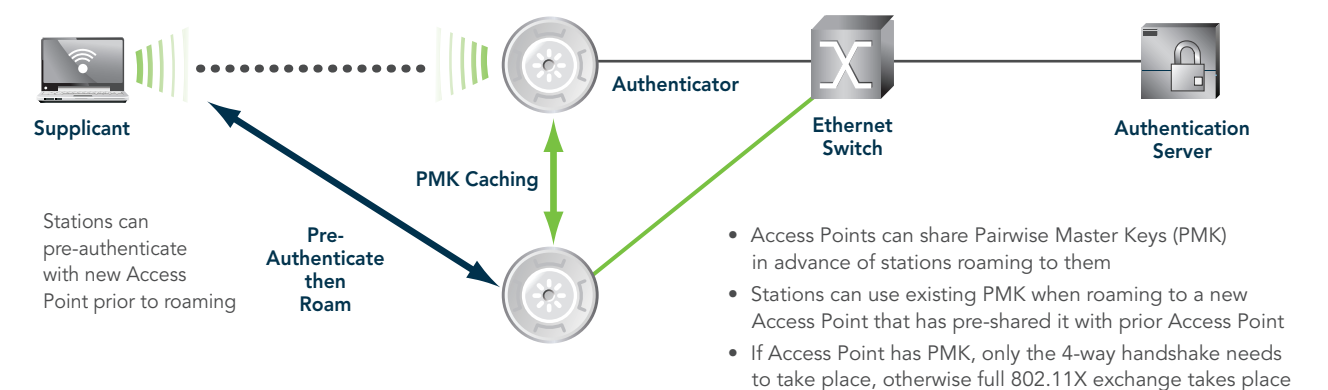 Supplicant
Authenticator
Ethernet
Switch
Authentication
Server
PMK Caching
Pre-
Authenticate
then
Roam
Stations can
pre-authenticate
with new Access
Point prior to roaming
• Access Points can share Pairwise Master Keys (PMK)
in advance of stations roaming to them
• Stations can use existing PMK when roaming to a new
Access Point that has pre-shared it with prior Access Point
• If Access Point has PMK, only the 4-way handshake needs
to take place, otherwise full 802.11X exchange takes place